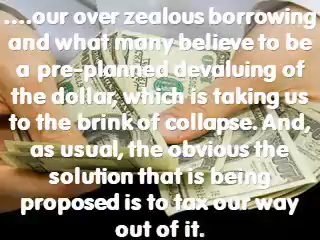 ....our over zealous borrowing
and what many believe to be
a pre-planned devaluing of
the dollar, which is taking us
to the brink of collapse. And,
as usual, the obvious the
solution that is being
proposed is to tax our way
out of it.